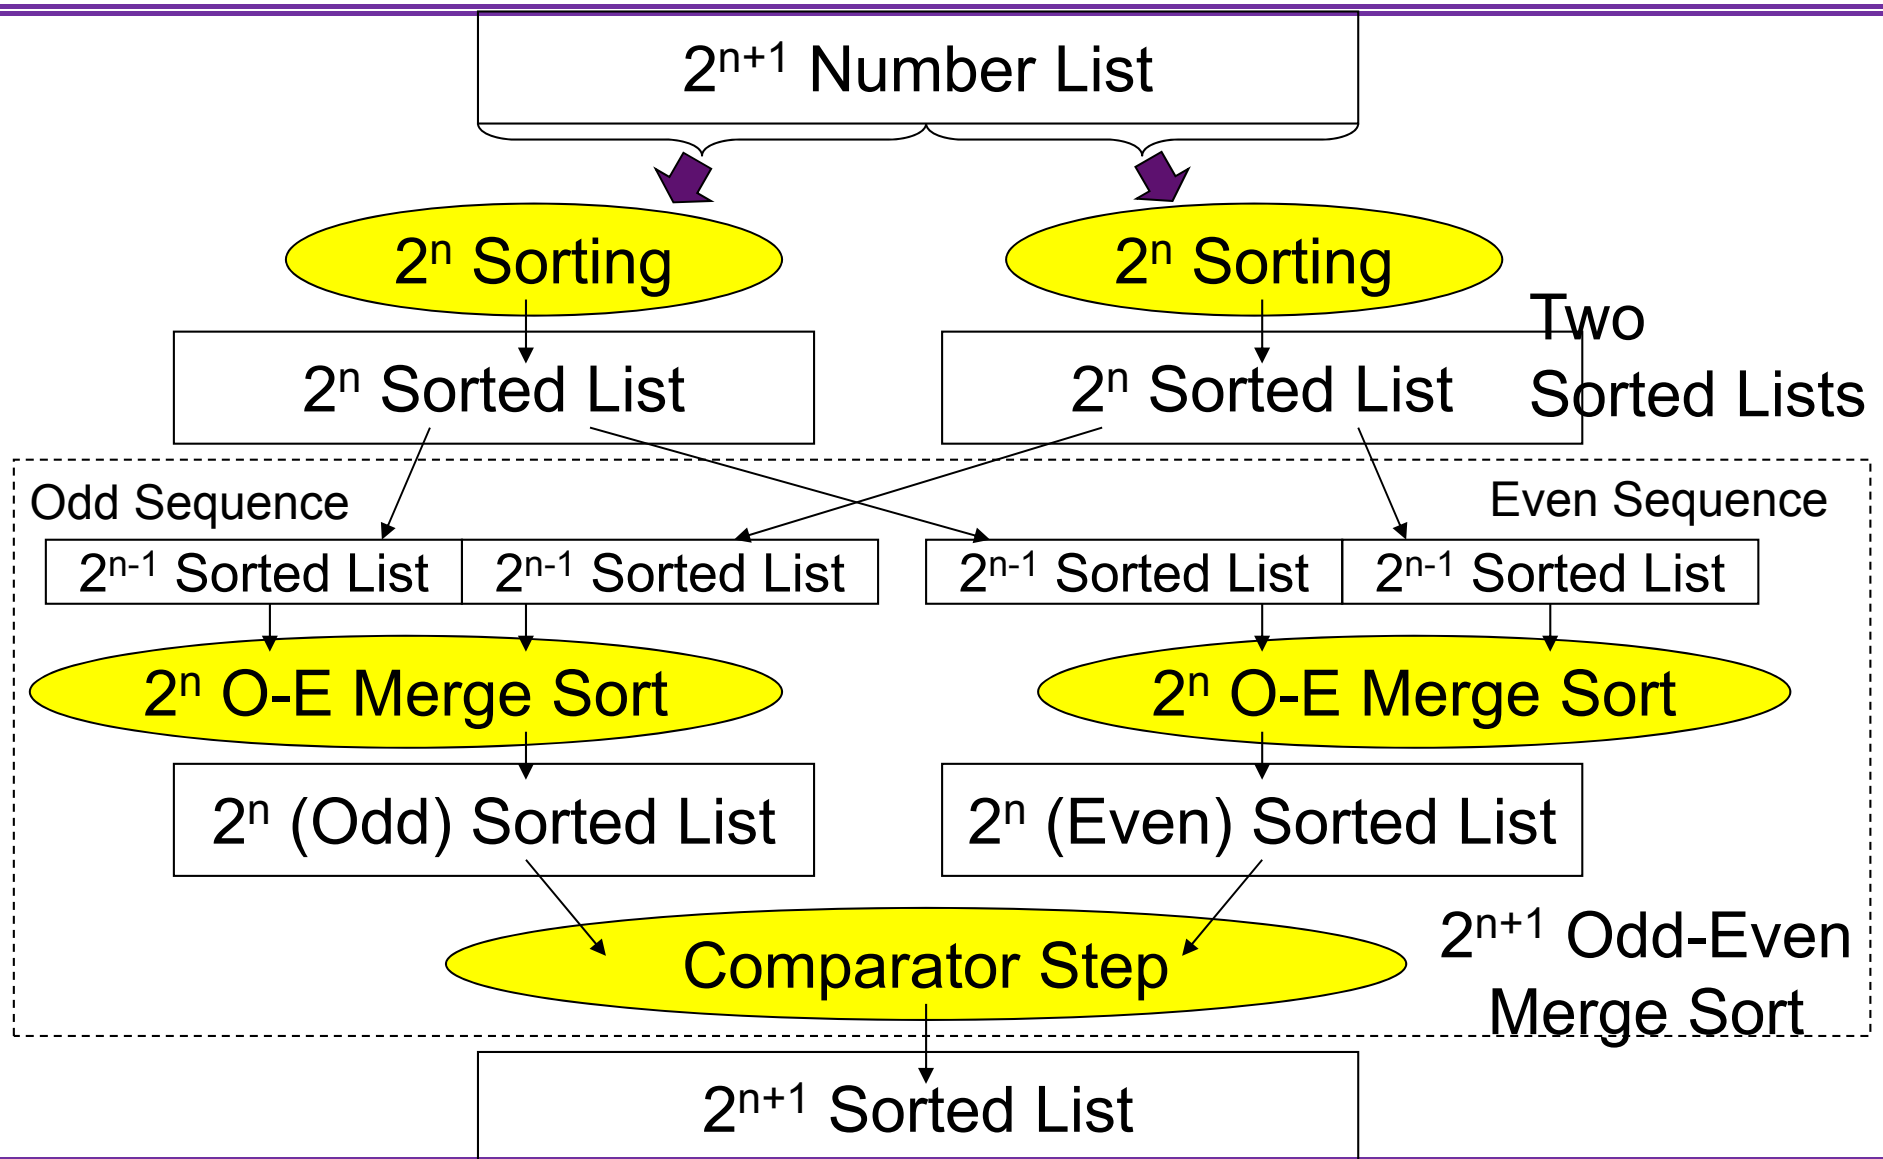 2ⁿ⁺¹ Number List
2ⁿ Sorting
2ⁿ Sorting
Two
Sorted Lists
2ⁿ Sorted List
2ⁿ Sorted List
Odd Sequence
Even Sequence
2ⁿ⁻¹ Sorted List
2ⁿ⁻¹ Sorted List
2ⁿ⁻¹ Sorted List
2ⁿ⁻¹ Sorted List
2ⁿ O-E Merge Sort
2ⁿ O-E Merge Sort
2ⁿ (Odd) Sorted List
2ⁿ (Even) Sorted List
Comparator Step
2ⁿ⁺¹ Odd-Even
Merge Sort
2ⁿ⁺¹ Sorted List